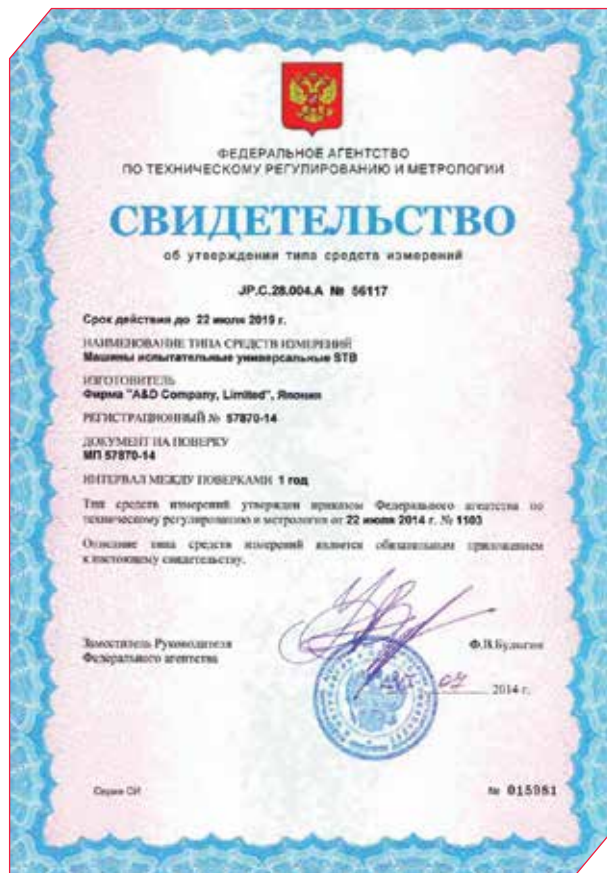 ФЕДЕРАЛЬНОЕ АГЕНТСТВО
ПО ТЕХНИЧЕСКОМУ РЕГУЛИРОВАНИЮ И МЕТРОЛОГИИ
СВИДЕТЕЛЬСТВО
об утверждении типа средств измерений
JP.C.28.004.A № 56117
Срок действия до 22 июля 2019 г.
НАИМЕНОВАНИЕ ТИПА СРЕДСТВ ИЗМЕРЕНИЙ
Машины испытательные универсальные STB
ИЗГОТОВИТЕЛЬ
Фирма "A&D Company, Limited", Япония
РЕГИСТРАЦИОННЫЙ № 57870-14
ДОКУМЕНТ НА ПОВЕРКУ
МП 57870-14
ИНТЕРВАЛ МЕЖДУ ПОВЕРКАМИ 1 год
Тип средств измерений утвержден приказом Федерального агентства по
техническому регулированию и метрологии от 22 июля 2014 г. № 1103
Описание типа средств измерений является обязательным приложением
к настоящему свидетельству.
Заместитель Руководителя
Ф.В.Булыгин
Федерального агентства
07 2014 г.
Серия СИ
№ 015981